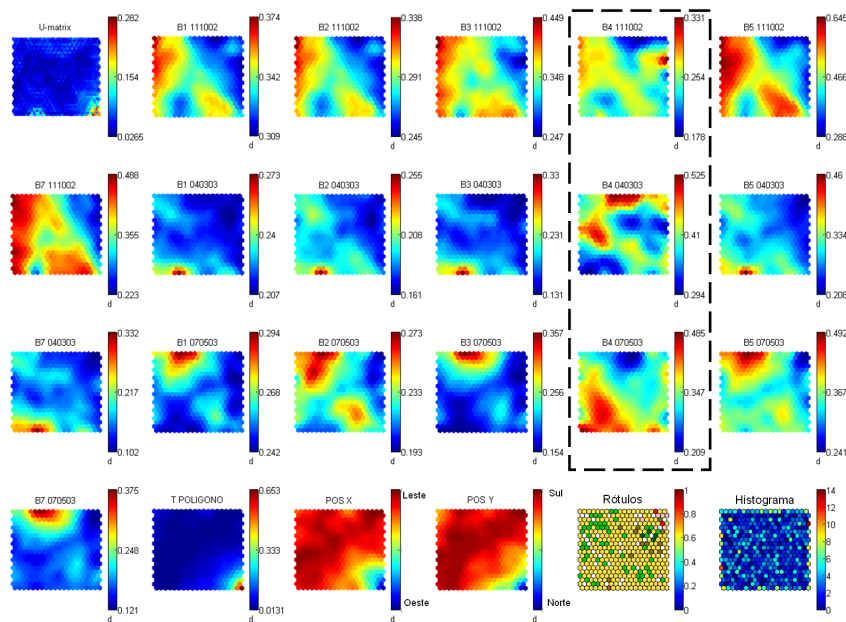 U-matrix
0.262
0.154
0.0265
B1 111002
0.374
0.342
0.309
d
B2 111002
0.338
0.291
0.245
d
B3 111002
0.449
0.348
0.247
d
B4 111002
0.331
0.254
0.178
d
B5 111002
0.645
0.466
0.286
d
B7 111002
0.488
0.355
0.223
d
B1 040303
0.273
0.24
0.207
d
B2 040303
0.255
0.208
0.161
d
B3 040303
0.33
0.231
0.131
d
B4 040303
0.525
0.41
0.294
d
B5 040303
0.46
0.334
0.208
d
B7 040303
0.332
0.217
0.102
d
B1 070503
0.294
0.268
0.242
d
B2 070503
0.273
0.233
0.193
d
B3 070503
0.357
0.256
0.154
d
B4 070503
0.485
0.347
0.209
d
B5 070503
0.492
0.367
0.241
d
B7 070503
0.375
0.248
0.121
d
T POLIGONO
0.653
0.333
0.0131
d
POS X
Leste
Oeste
d
POS Y
Sul
Norte
d
Rótulos
1
0.8
0.6
0.4
0.2
0
Histograma
14
12
10
8
6
4
2
0